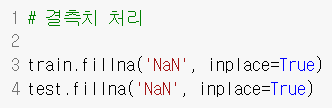 1 # 결측치 처리
2
3 train.fillna('NaN', inplace=True)
4 test.fillna('NaN', inplace=True)